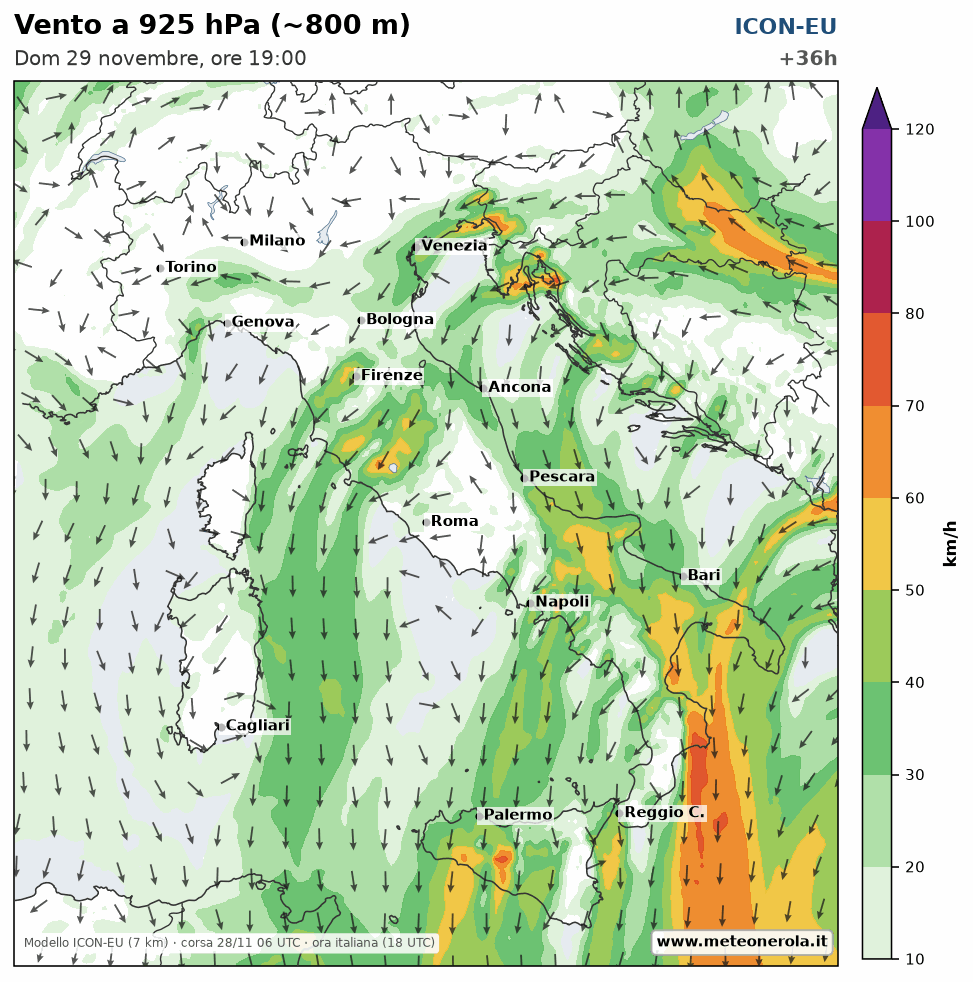 Vento a 925 hPa (~800 m)
ICON-EU
Dom 29 novembre, ore 19:00
+36h
Milano
Venezia
Torino
Genova
Bologna
Firenze
Ancona
Pescara
Roma
Bari
Napoli
Cagliari
Palermo
Reggio C.
120
100
80
70
60
50
40
30
20
10
km/h
Modello ICON-EU (7 km) · corsa 28/11 06 UTC · ora italiana (18 UTC)
www.meteonerola.it